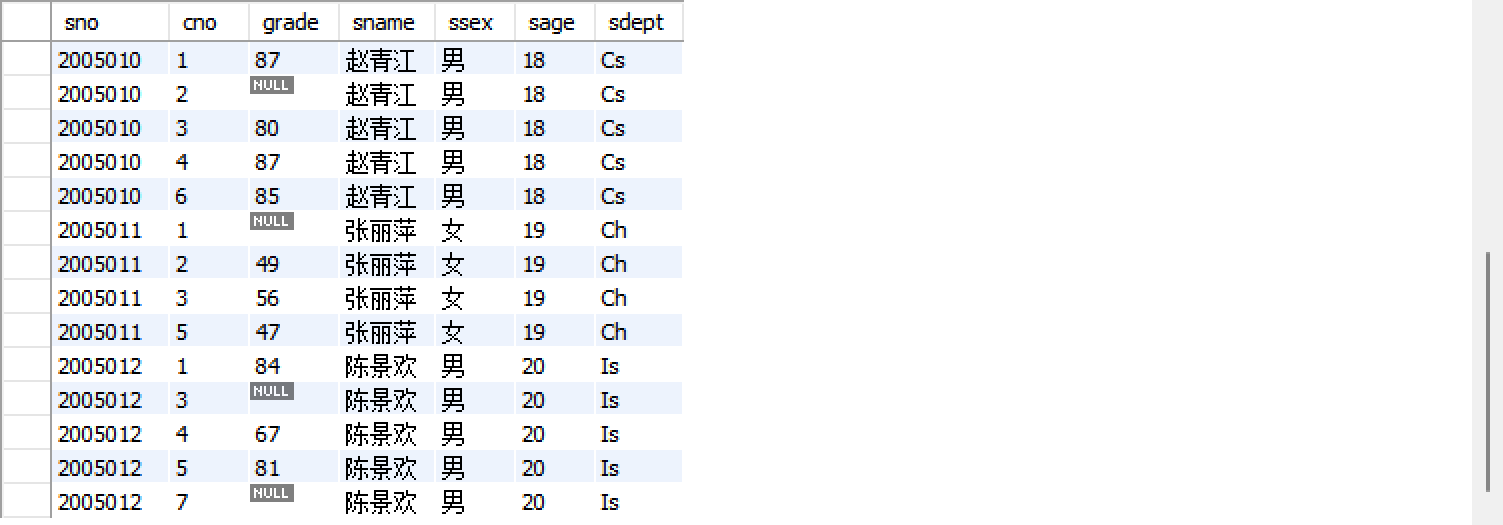 sno cno grade sname ssex sage sdept
2005010 1 87 赵青江 男 18 Cs
2005010 2 NULL 赵青江 男 18 Cs
2005010 3 80 赵青江 男 18 Cs
2005010 4 87 赵青江 男 18 Cs
2005010 6 85 赵青江 男 18 Cs
2005011 1 NULL 张丽萍 女 19 Ch
2005011 2 49 张丽萍 女 19 Ch
2005011 3 56 张丽萍 女 19 Ch
2005011 5 47 张丽萍 女 19 Ch
2005012 1 84 陈景欢 男 20 Is
2005012 3 NULL 陈景欢 男 20 Is
2005012 4 67 陈景欢 男 20 Is
2005012 5 81 陈景欢 男 20 Is
2005012 7 NULL 陈景欢 男 20 Is